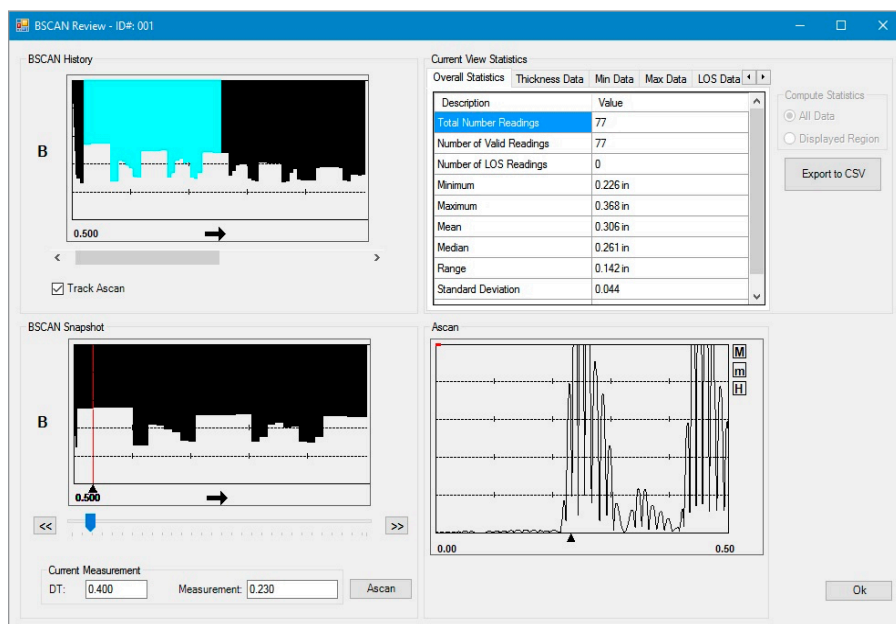 BSCAN Review - ID#: 001
BSCAN History
B
0.500
<
>
Track Ascan
Current View Statistics
Overall Statistics Thickness Data Min Data Max Data LOS Data
Description Value
Total Number Readings 77
Number of Valid Readings 77
Number of LOS Readings 0
Minimum 0.226 in
Maximum 0.368 in
Mean 0.306 in
Median 0.261 in
Range 0.142 in
Standard Deviation 0.044
Compute Statistics
All Data
Displayed Region
Export to CSV
BSCAN Snapshot
B
0.500
<<
>>
Current Measurement
DT: 0.400 Measurement: 0.230 Ascan
Ascan
M
m
H
0.00 0.50
Ok